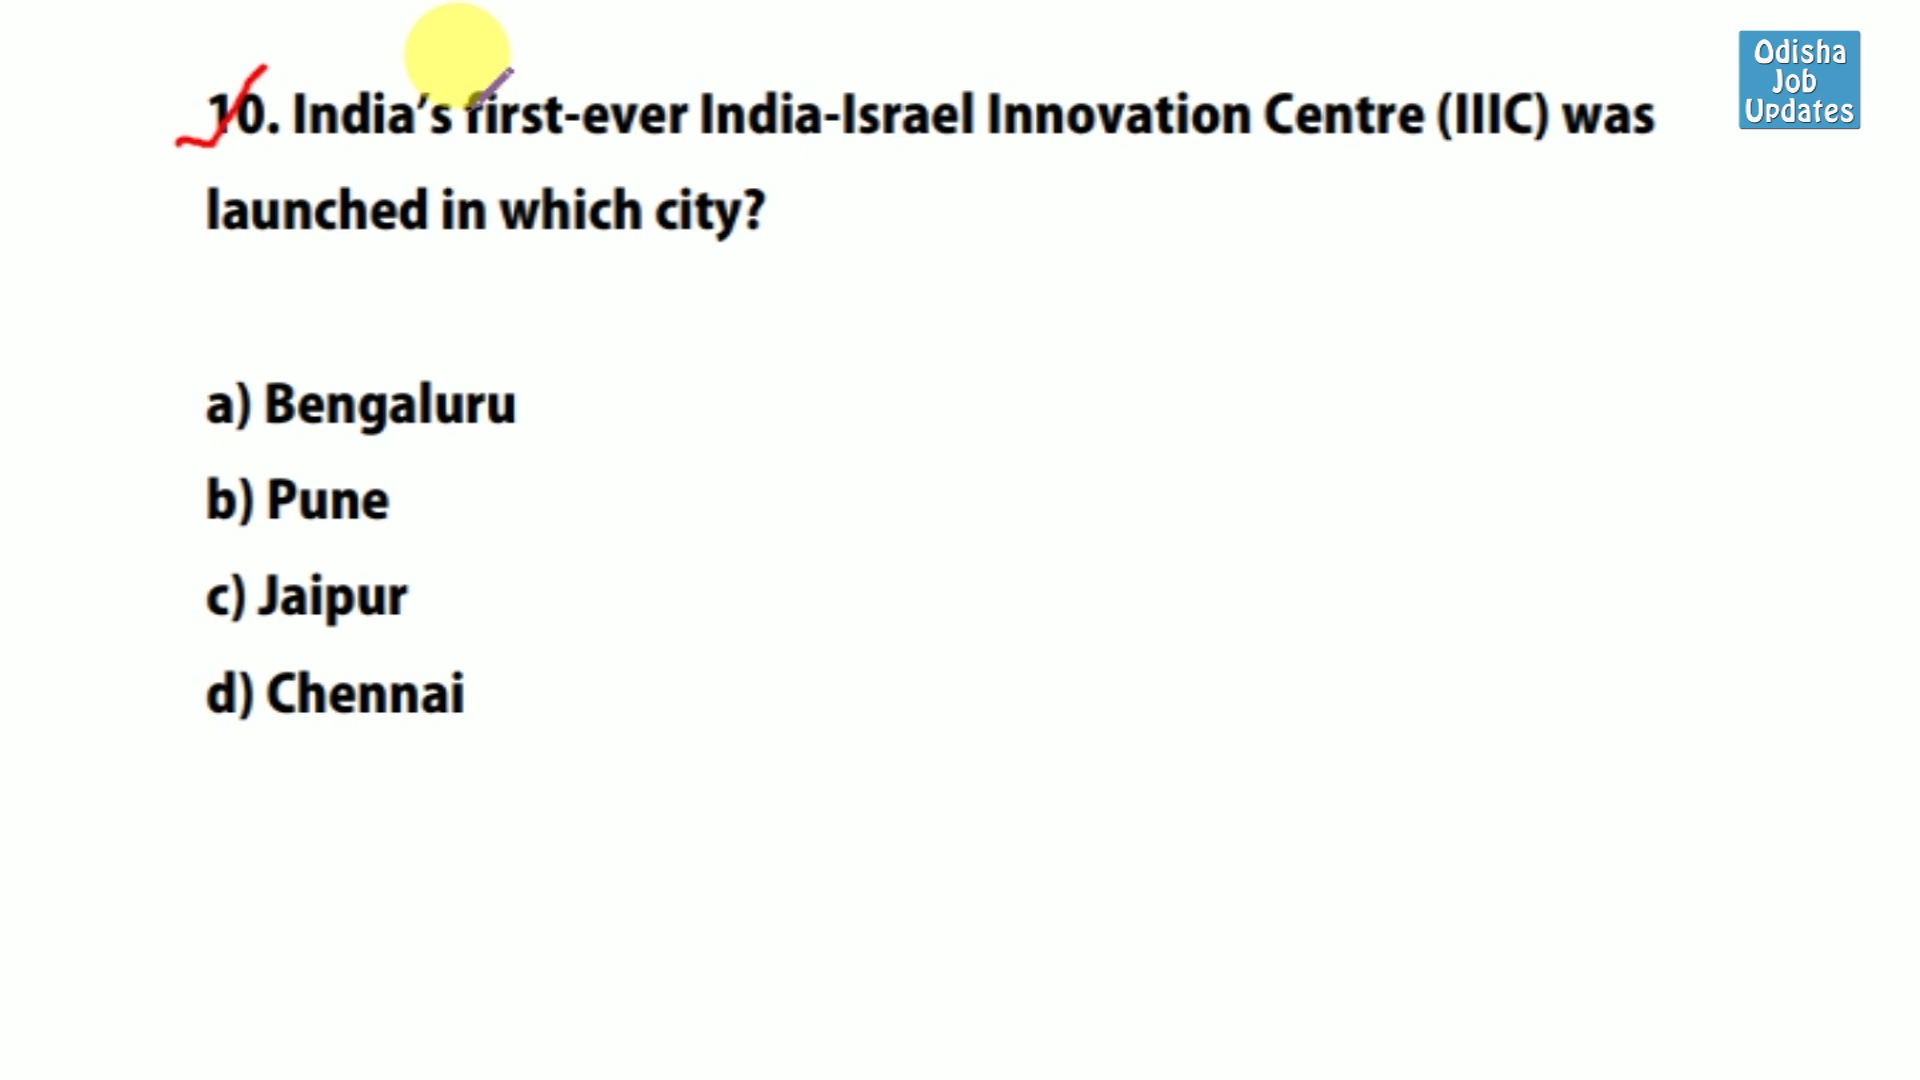 Odisha
Job
Updates
10. India’s first-ever India-Israel Innovation Centre (IIIC) was
launched in which city?
a) Bengaluru
b) Pune
c) Jaipur
d) Chennai